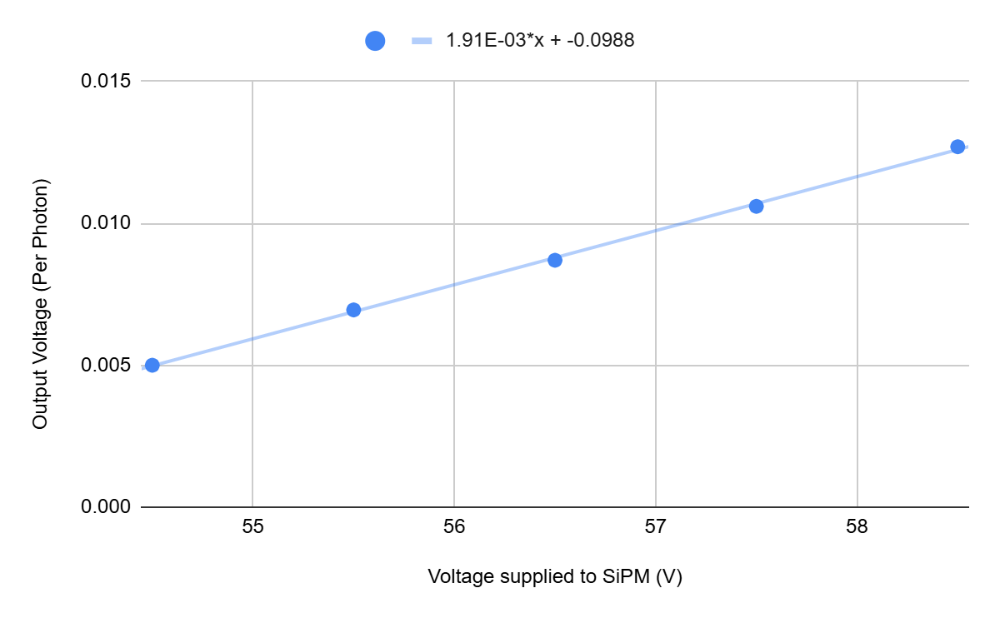 1.91E-03*x + -0.0988
0.015
0.010
0.005
0.000
Output Voltage (Per Photon)
55 56 57 58
Voltage supplied to SiPM (V)